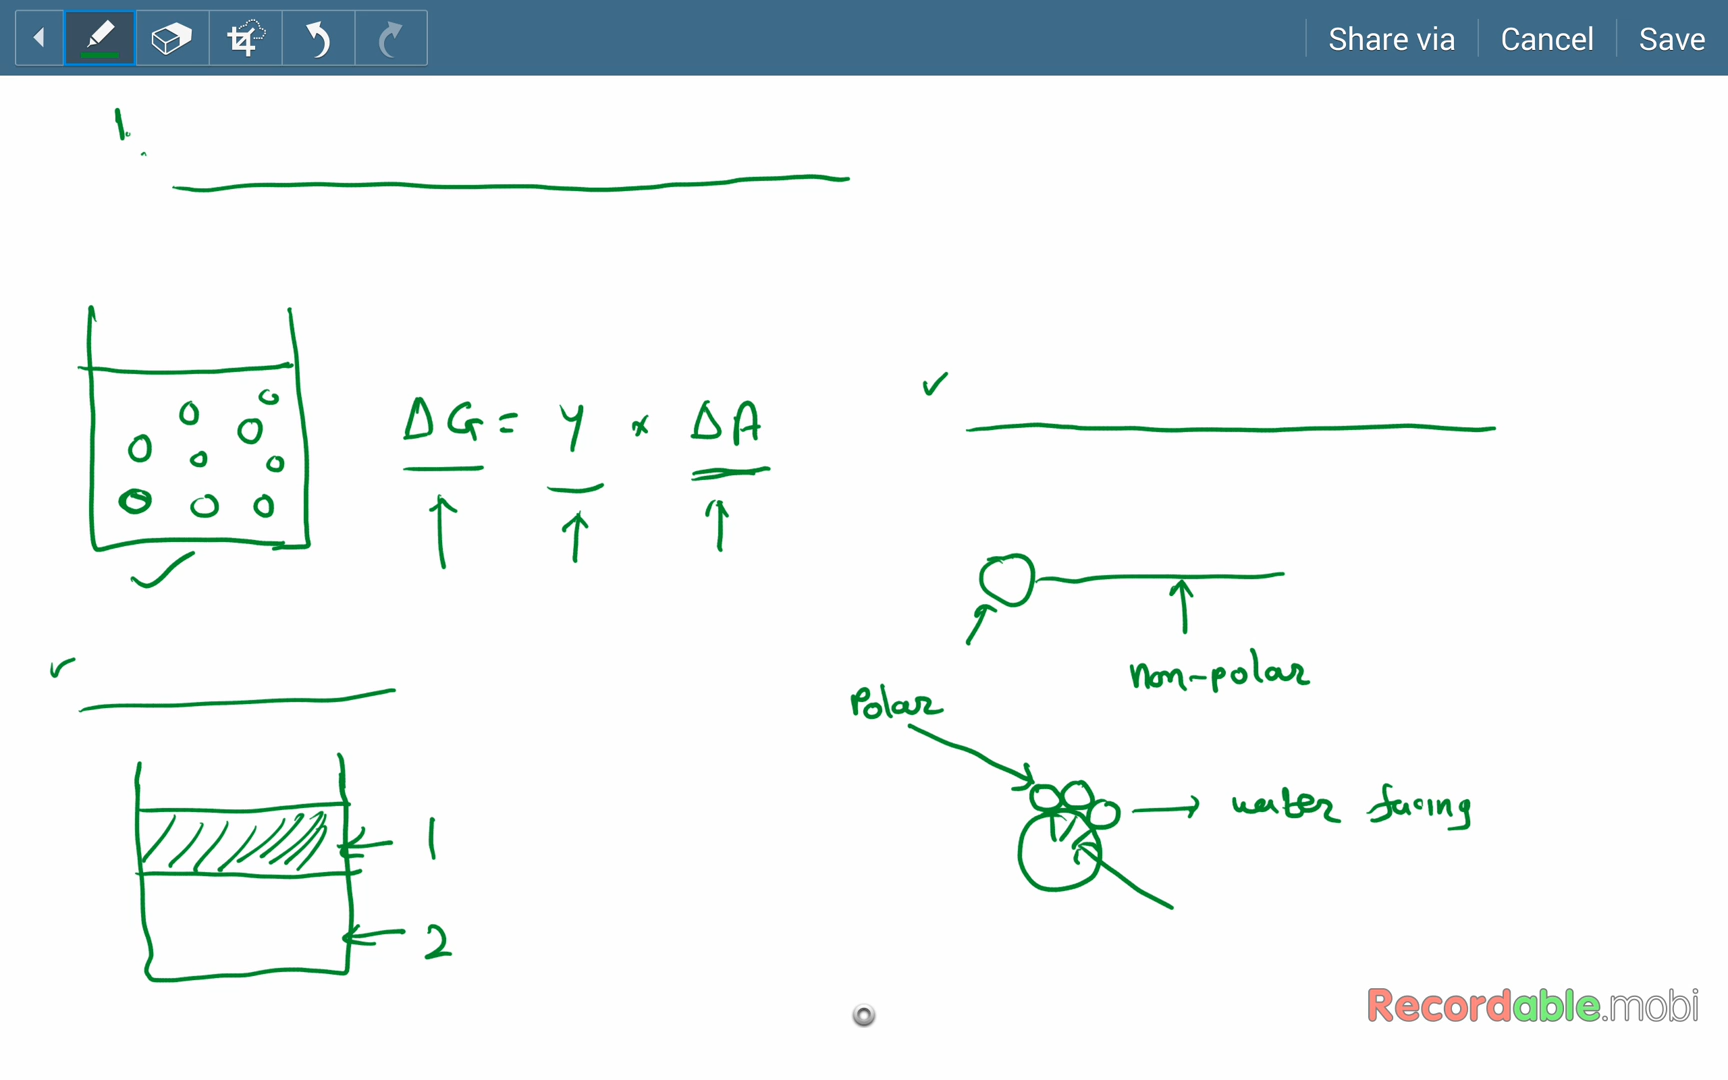 Share via Cancel Save
1.
ΔG = γ × ΔA
non-polar
Polar
water facing
1
2
Recordable.mobi